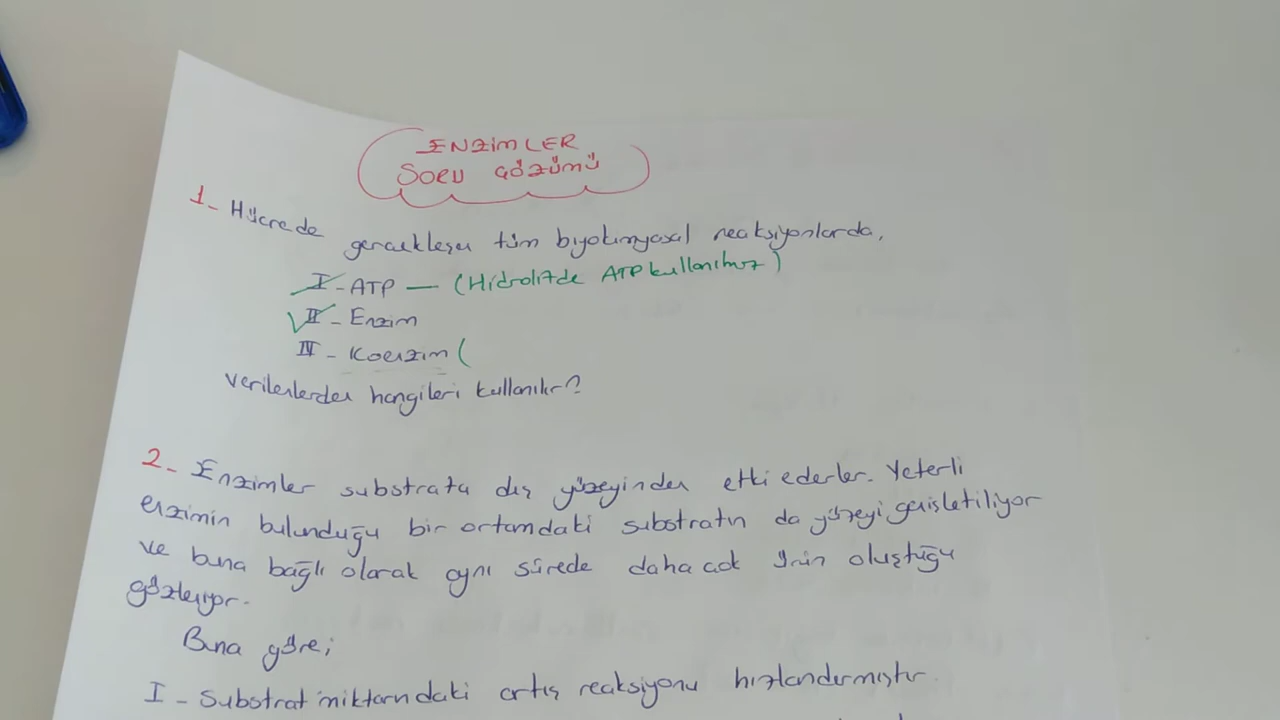 ENZİMLER
SORU ÇÖZÜMÜ
1- Hücrede gerçekleşen tüm biyokimyasal reaksiyonlarda,
I - ATP — (Hidrolizde ATP kullanılmaz)
II - Enzim
IV - Koenzim (
Verilenlerden hangileri kullanılır?
2- Enzimler substrata dış yüzeyinden etki ederler. Yeterli
enzimin bulunduğu bir ortamdaki substratın da yüzeyi genişletiliyor
ve buna bağlı olarak aynı sürede daha çok ürün oluştuğu
gözleniyor.
Buna göre;
I - Substrat miktarındaki artış reaksiyonu hızlandırmıştır.